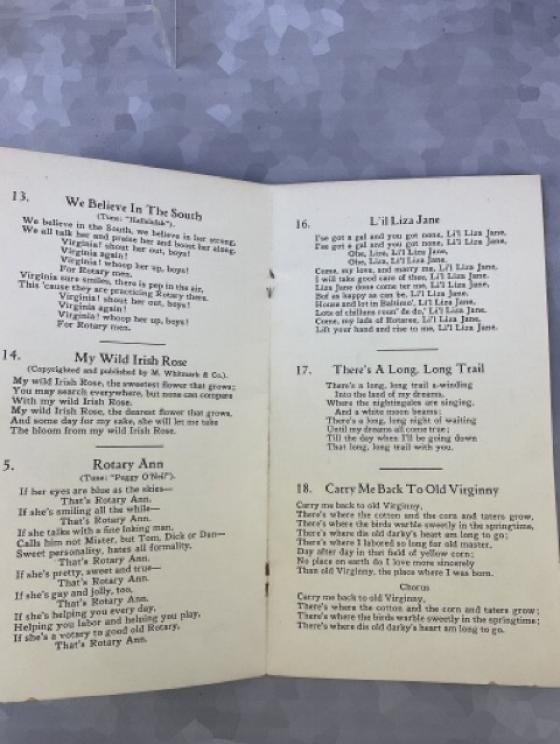 13. We Believe In The South
(Tune: "Hallelulah").
We believe in the South, we believe in her strong,
We all talk her and praise her and boost her along,
Virginia! shout her out, boys!
Virginia again!
Virginia! whoop her up, boys!
For Rotary men.
Virginia sure smiles, there is pep in the air,
This 'cause they are practicing Rotary there.
Virginia! shout her out, boys!
Virginia again!
Virginia! whoop her up, boys!
For Rotary men.
14. My Wild Irish Rose
(Copyrighted and published by M. Whitmark & Co.).
My wild Irish Rose, the sweetest flower that grows;
You may search everywhere, but none can compare
With my wild Irish Rose.
My wild Irish Rose, the dearest flower that grows,
And some day for my sake, she will let me take
The bloom from my wild Irish Rose.
5. Rotary Ann
(Tune: "Peggy O'Neil").
If her eyes are blue as the skies—
That's Rotary Ann.
If she's smiling all the while—
That's Rotary Ann.
If she talks with a fine linking man,
Calls him not Mister, but Tom, Dick or Dan—
Sweet personality, hates all formality,
That's Rotary Ann.
If she's pretty, sweet and true—
That's Rotary Ann.
If she's gay and jolly, too,
That's Rotary Ann.
If she's helping you every day,
Helping you labor and helping you play,
If she's a votary to good old Rotary,
That's Rotary Ann.
16. L'il Liza Jane
I'se got a gal and you got none, Li'l Liza Jane,
I'se got a gal and you got none, Li'l Liza Jane,
Ohe, Lize, Li'l Liza Jane,
Ohe, Liza, Li'l Liza Jane.
Come, my love, and marry me, Li'l Liza Jane,
I will take good care of thee, Li'l Liza Jane.
Liza Jane done come ter me, Li'l Liza Jane,
Bof as happy as can be, Li'l Liza Jane.
House and lot in Baltimo', Li'l Liza Jane,
Lots of chillens roun' de do,' Li'l Liza Jane.
Come, my lads of Rotaree, Li'l Liza Jane,
Lift your hand and rise to me, Li'l Liza Jane.
17. There's A Long, Long Trail
There's a long, long trail a-winding
Into the land of my dreams,
Where the nightingales are singing,
And a white moon beams;
There's a long, long night of waiting
Until my dreams all come true;
Till the day when I'll be going down
That long, long trail with you.
18. Carry Me Back To Old Virginny
Carry me back to old Virginny,
There's where the cotton and the corn and taters grow,
There's where the birds warble sweetly in the springtime,
There's where dis old darky's heart am long to go;
There's where I labored so long for old master,
Day after day in that field of yellow corn;
No place on earth do I love more sincerely
Than old Virginny, the place where I was born.
Chorus
Carry me back to old Virginny,
There's where the cotton and the corn and taters grow;
There's where the birds warble sweetly in the springtime;
There's where dis old darky's heart am long to go.